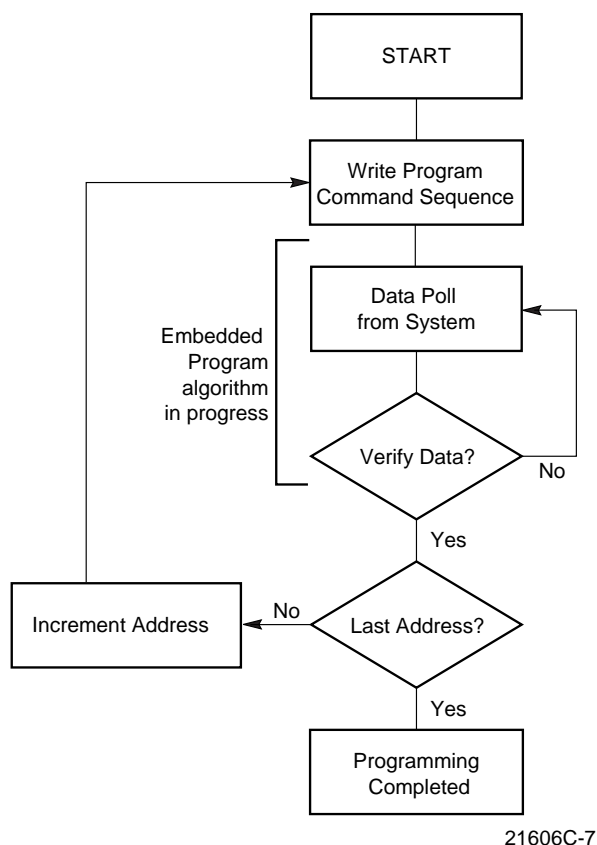 START
Write Program
Command Sequence
Data Poll
from System
Embedded
Program
algorithm
in progress
Verify Data?
No
Yes
Last Address?
No
Increment Address
Yes
Programming
Completed
21606C-7